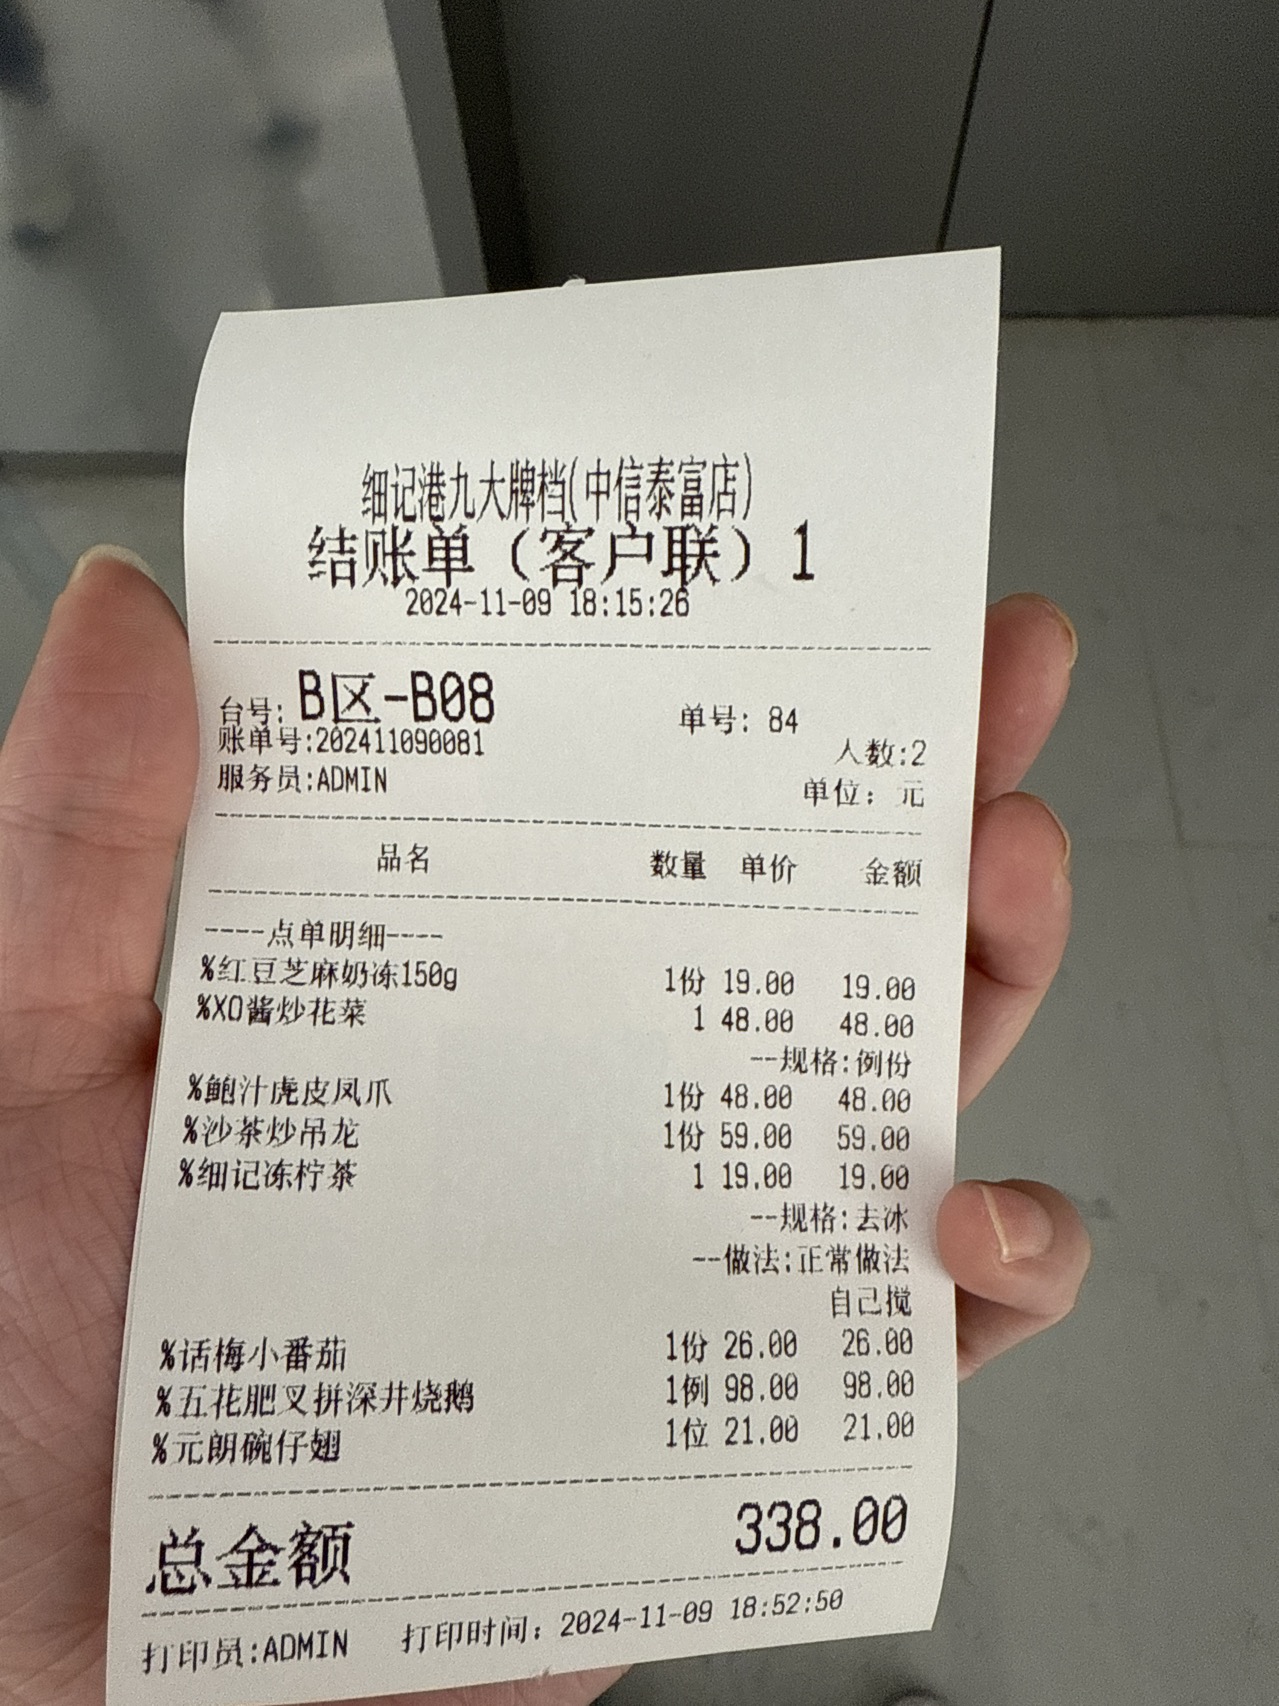 细记港九大牌档(中信泰富店)
结账单（客户联）1
2024-11-09 18:15:26
台号: B区-B08 单号: 84
账单号:202411090081 人数:2
服务员:ADMIN 单位: 元
品名 数量 单价 金额
----点单明细----
%红豆芝麻奶冻150g 1份 19.00 19.00
%XO酱炒花菜 1 48.00 48.00
--规格:例份
%鲍汁虎皮凤爪 1份 48.00 48.00
%沙茶炒吊龙 1份 59.00 59.00
%细记冻柠茶 1 19.00 19.00
--规格:去冰
--做法:正常做法
自己搅
%话梅小番茄 1份 26.00 26.00
%五花肥叉拼深井烧鹅 1例 98.00 98.00
%元朗碗仔翅 1位 21.00 21.00
总金额 338.00
打印员:ADMIN 打印时间: 2024-11-09 18:52:50